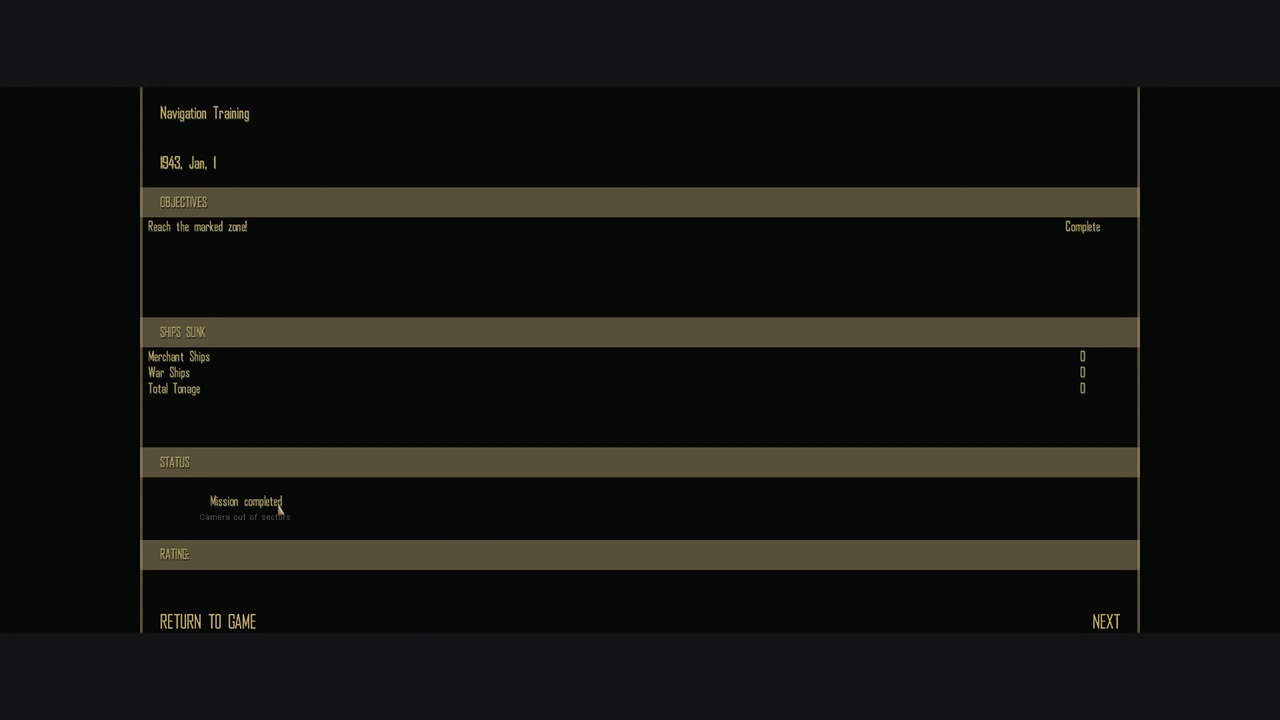 Navigation Training
1943, Jan, 1
OBJECTIVES
Reach the marked zone! Complete
SHIPS SUNK
Merchant Ships 0
War Ships 0
Total Tonage 0
STATUS
Mission completed
Camera out of sectors
RATING:
RETURN TO GAME NEXT